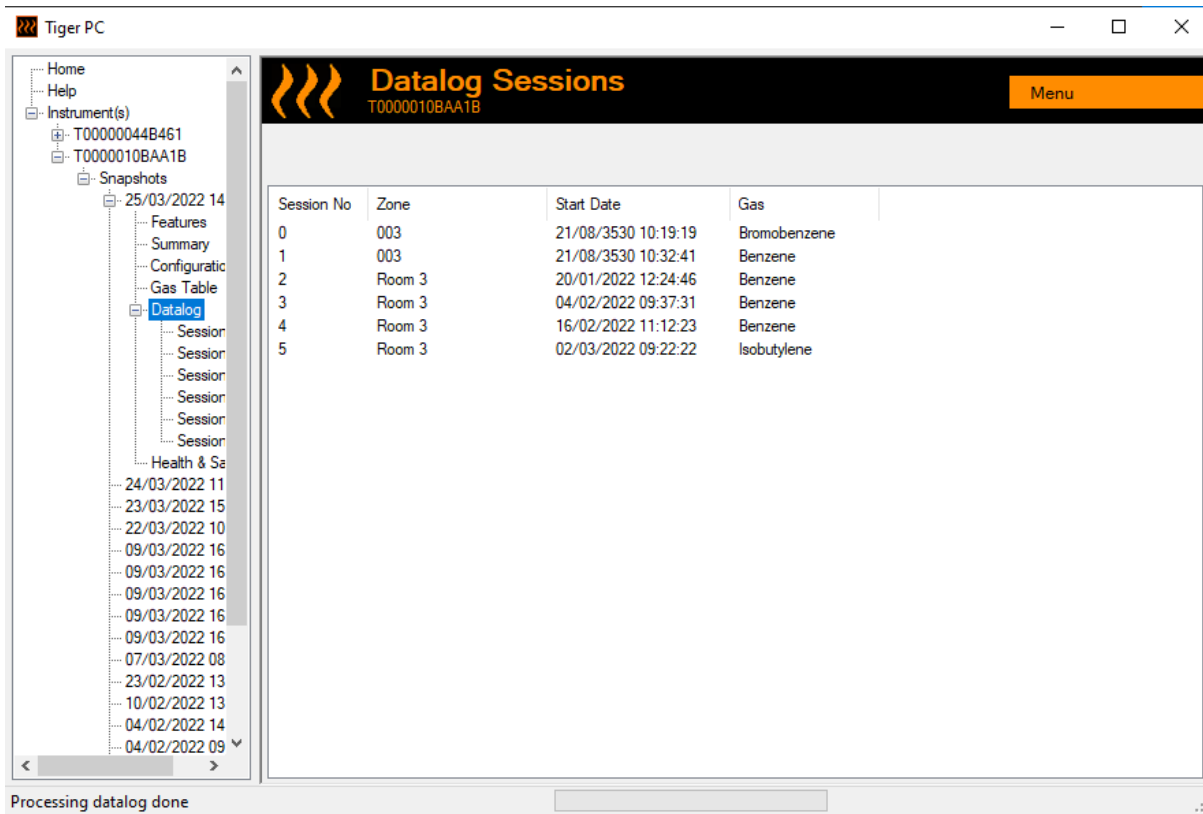 Tiger PC
Home
Help
Instrument(s)
T00000044B461
T0000010BAA1B
Snapshots
25/03/2022 14
Features
Summary
Configuratic
Gas Table
Datalog
Session
Session
Session
Session
Session
Session
Health & Sa
24/03/2022 11
23/03/2022 15
22/03/2022 10
09/03/2022 16
09/03/2022 16
09/03/2022 16
09/03/2022 16
09/03/2022 16
07/03/2022 08
23/02/2022 13
10/02/2022 13
04/02/2022 14
04/02/2022 09
Datalog Sessions
T0000010BAA1B
Menu
Session No Zone Start Date Gas
0 003 21/08/3530 10:19:19 Bromobenzene
1 003 21/08/3530 10:32:41 Benzene
2 Room 3 20/01/2022 12:24:46 Benzene
3 Room 3 04/02/2022 09:37:31 Benzene
4 Room 3 16/02/2022 11:12:23 Benzene
5 Room 3 02/03/2022 09:22:22 Isobutylene
Processing datalog done